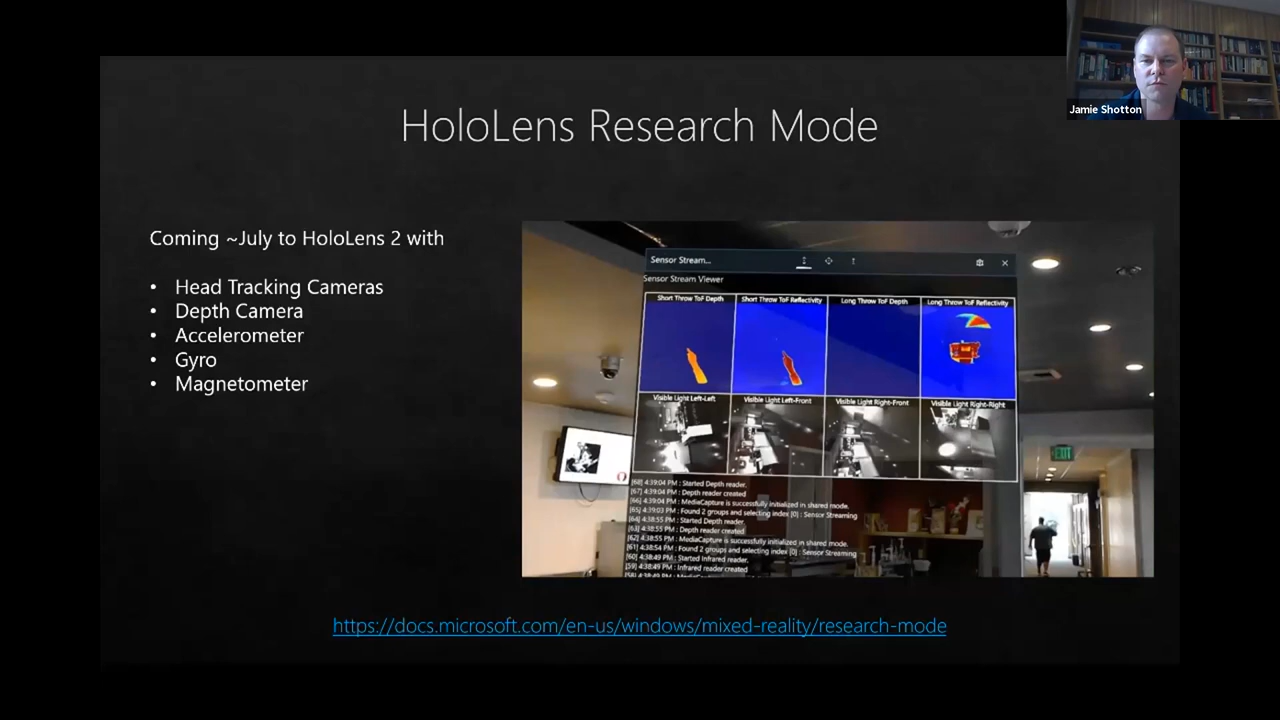 Jamie Shotton
HoloLens Research Mode
Coming ~July to HoloLens 2 with
• Head Tracking Cameras
• Depth Camera
• Accelerometer
• Gyro
• Magnetometer
Sensor Stream...
Sensor Stream Viewer
Short Throw ToF Depth
Short Throw ToF Reflectivity
Long Throw ToF Depth
Long Throw ToF Reflectivity
Visible Light Left-Left
Visible Light Left-Front
Visible Light Right-Front
Visible Light Right-Right
[68] 4:39:04 PM : Started Depth reader.
[67] 4:39:04 PM : Depth reader created
[66] 4:39:04 PM : MediaCapture is successfully initialized in shared mode.
[65] 4:39:03 PM : Found 2 groups and selecting index [0] : Sensor Streaming
[64] 4:38:55 PM : Started Depth reader.
[63] 4:38:55 PM : Depth reader created
[62] 4:38:55 PM : MediaCapture is successfully initialized in shared mode.
[61] 4:38:54 PM : Found 2 groups and selecting index [0] : Sensor Streaming
[60] 4:38:49 PM : Started Infrared reader.
[59] 4:38:49 PM : Infrared reader created
EXIT
https://docs.microsoft.com/en-us/windows/mixed-reality/research-mode